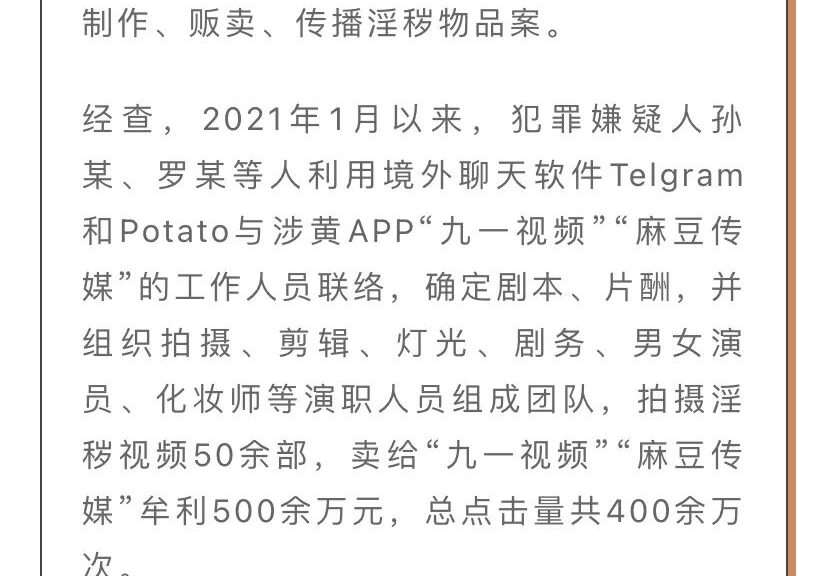 制作、贩卖、传播淫秽物品案。
经查，2021年1月以来，犯罪嫌疑人孙
某、罗某等人利用境外聊天软件Telgram
和Potato与涉黄APP“九一视频”“麻豆传
媒”的工作人员联络，确定剧本、片酬，并
组织拍摄、剪辑、灯光、剧务、男女演
员、化妆师等演职人员组成团队，拍摄淫
秽视频50余部，卖给“九一视频”“麻豆传
媒”牟利500余万元，总点击量共400余万
次。